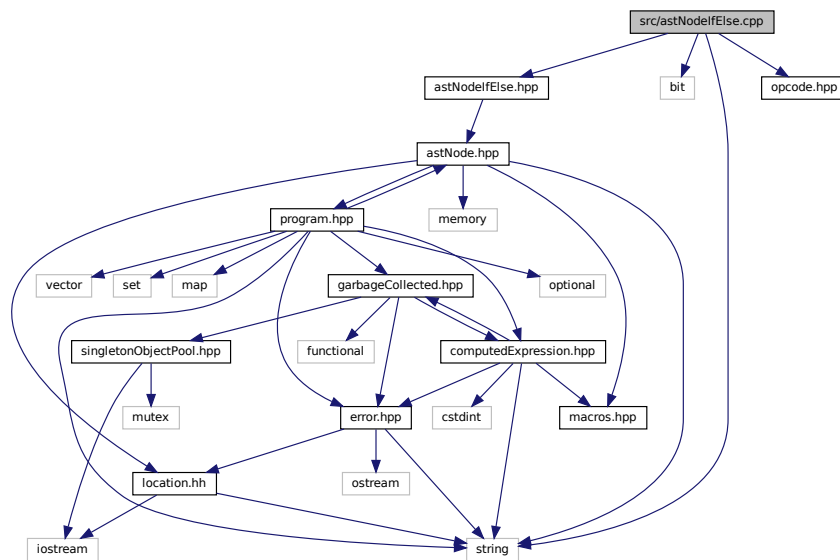 src/astNodeIfElse.cpp
astNodeIfElse.hpp
bit
opcode.hpp
astNode.hpp
program.hpp
memory
vector
set
map
garbageCollected.hpp
optional
singletonObjectPool.hpp
functional
computedExpression.hpp
mutex
error.hpp
cstdint
macros.hpp
location.hh
ostream
iostream
string